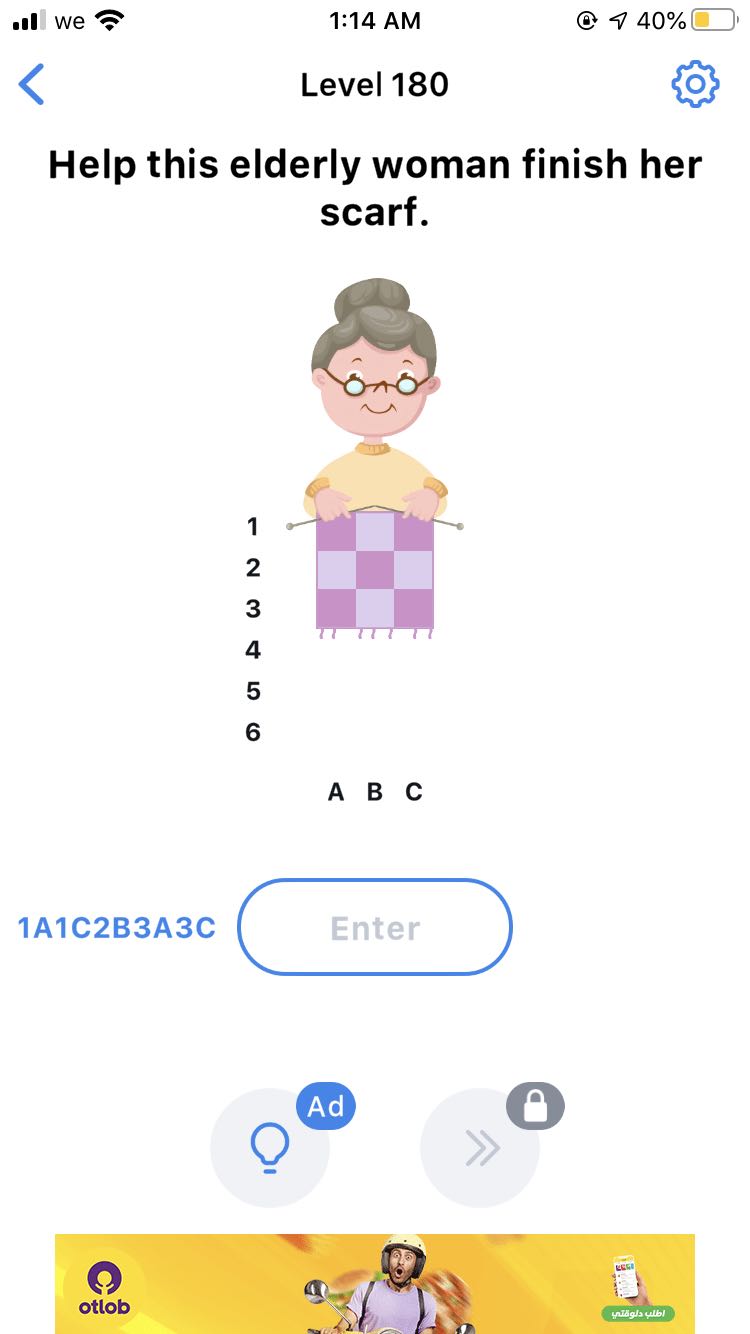 we 1:14 AM 40%
Level 180
Help this elderly woman finish her
scarf.
1
2
3
4
5
6
A B C
1A1C2B3A3C Enter
Ad
otlob
اطلب دلوقتي